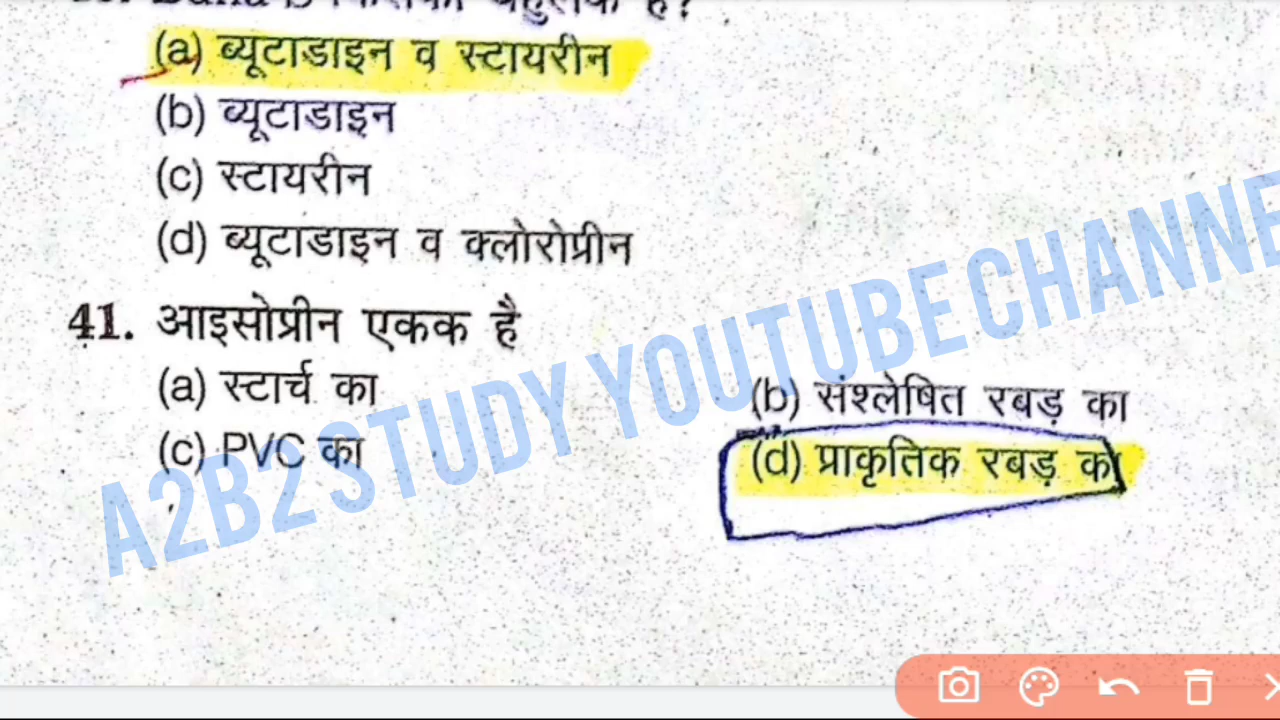 (a) ब्यूटाडाइन व स्टायरीन
(b) ब्यूटाडाइन
(c) स्टायरीन
(d) ब्यूटाडाइन व क्लोरोप्रीन
41. आइसोप्रीन एकक है
(a) स्टार्च का
(b) संश्लेषित रबड़ का
(c) PVC का
(d) प्राकृतिक रबड़ का
A2B2 STUDY YOUTUBE CHANNE